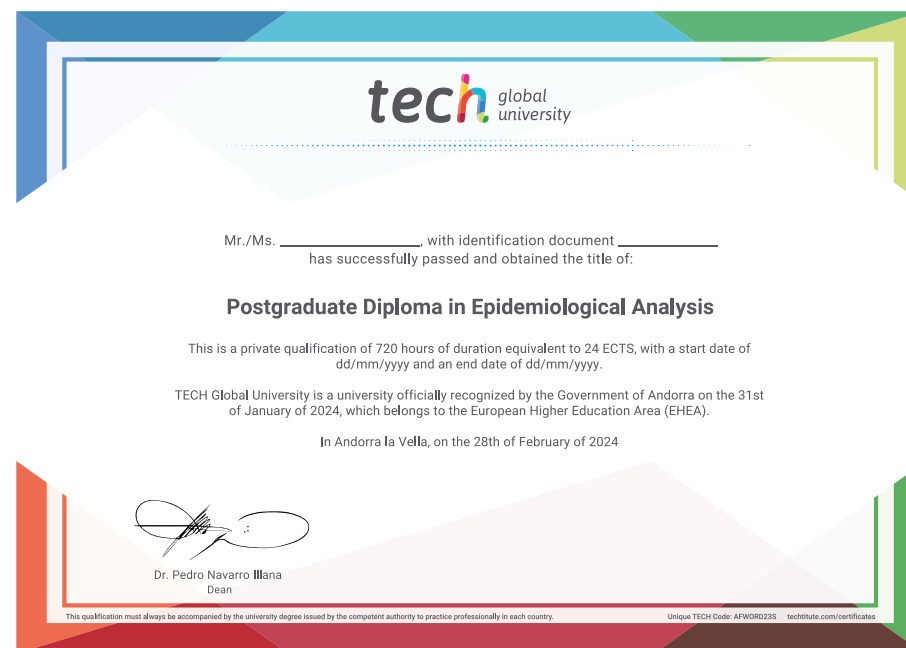 tech global university
Mr./Ms. ____________________, with identification document ______________
has successfully passed and obtained the title of:
Postgraduate Diploma in Epidemiological Analysis
This is a private qualification of 720 hours of duration equivalent to 24 ECTS, with a start date of
dd/mm/yyyy and an end date of dd/mm/yyyy.
TECH Global University is a university officially recognized by the Government of Andorra on the 31st
of January of 2024, which belongs to the European Higher Education Area (EHEA).
In Andorra la Vella, on the 28th of February of 2024
Dr. Pedro Navarro Illana
Dean
This qualification must always be accompanied by the university degree issued by the competent authority to practice professionally in each country.
Unique TECH Code: AFWORD23S techtitute.com/certificates